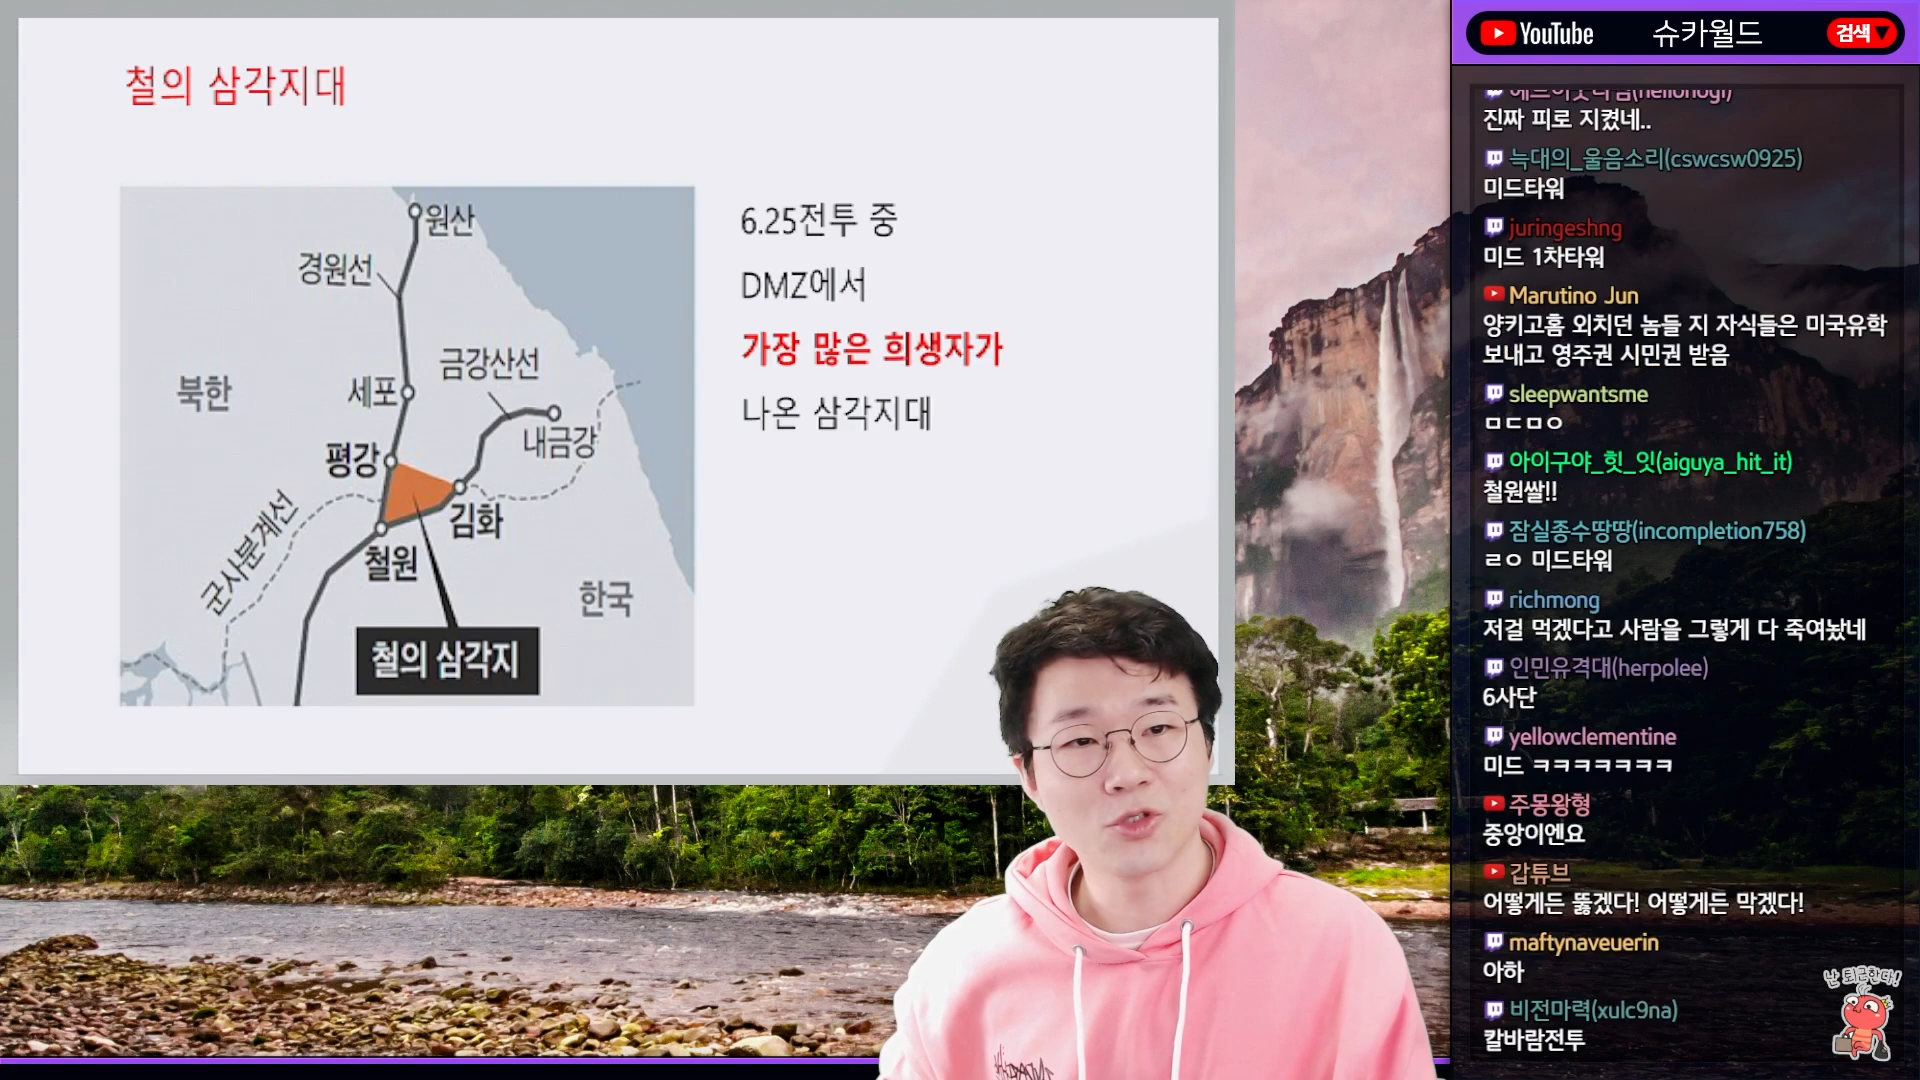 철의 삼각지대
원산
경원선
금강산선
북한
세포
내금강
평강
김화
군사분계선
철원
한국
철의 삼각지
6.25전투 중
DMZ에서
가장 많은 희생자가
나온 삼각지대
YouTube 슈카월드 검색▼
진짜 피로 지켰네..
늑대의_울음소리(cswcsw0925)
미드타워
juringeshng
미드 1차타워
Marutino Jun
양키고홈 외치던 놈들 지 자식들은 미국유학
보내고 영주권 시민권 받음
sleepwantsme
ㅁㄷㅁㅇ
아이구야_힛_잇(aiguya_hit_it)
철원쌀!!
잠실종수땅땅(incompletion758)
ㄹㅇ 미드타워
richmong
저걸 먹겠다고 사람을 그렇게 다 죽여놨네
인민유격대(herpolee)
6사단
yellowclementine
미드 ㅋㅋㅋㅋㅋㅋㅋ
주몽왕형
중앙이엔요
갑튜브
어떻게든 뚫겠다! 어떻게든 막겠다!
maftynaveuerin
아하
비전마력(xulc9na)
칼바람전투
난 퇴근한다!